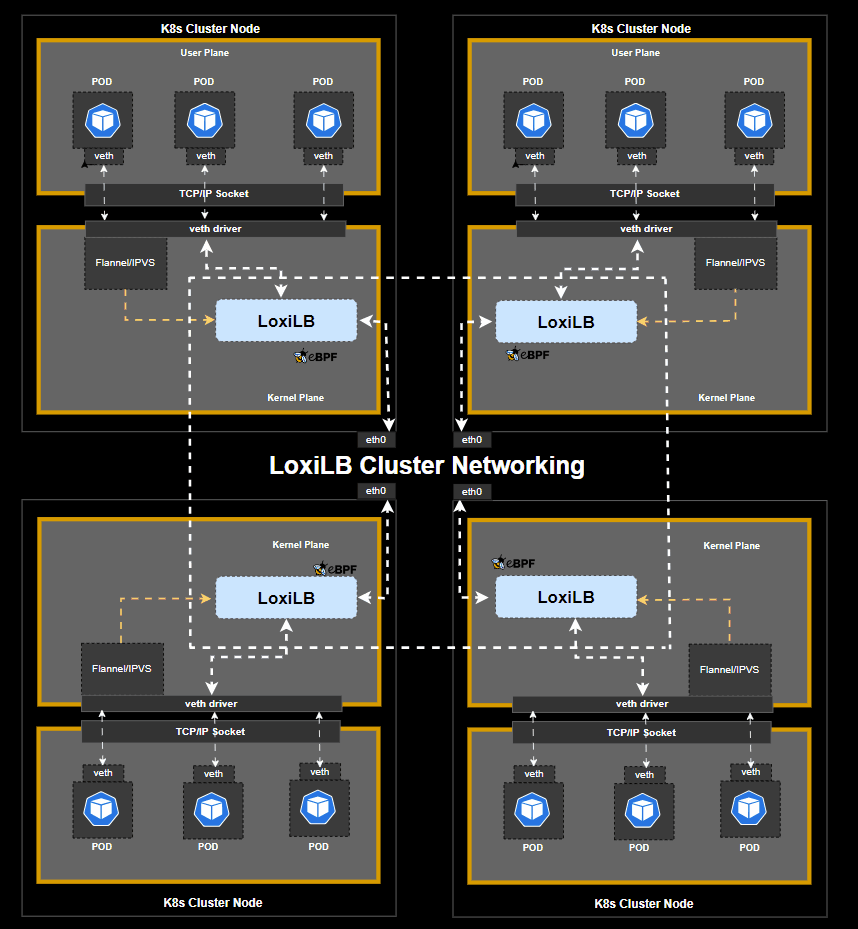 K8s Cluster Node
User Plane
POD POD POD
veth veth veth
TCP/IP Socket
veth driver
Flannel/IPVS
LoxiLB
eBPF
Kernel Plane
eth0
K8s Cluster Node
User Plane
POD POD POD
veth veth veth
TCP/IP Socket
veth driver
Flannel/IPVS
LoxiLB
eBPF
Kernel Plane
eth0
LoxiLB Cluster Networking
eth0
Kernel Plane
eBPF
LoxiLB
Flannel/IPVS
veth driver
TCP/IP Socket
veth veth veth
POD POD POD
K8s Cluster Node
eth0
Kernel Plane
eBPF
LoxiLB
Flannel/IPVS
veth driver
TCP/IP Socket
veth veth veth
POD POD POD
K8s Cluster Node